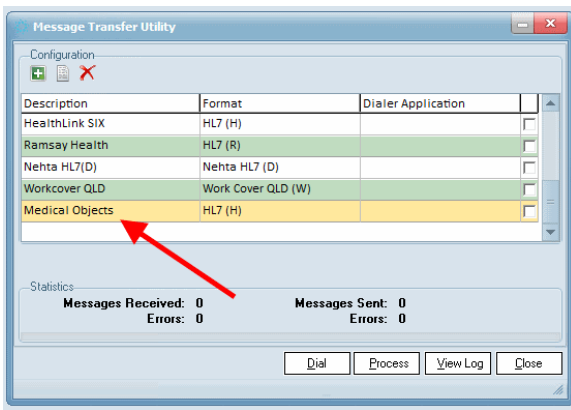 Message Transfer Utility
Configuration
Description Format Dialer Application
HealthLink SIX HL7 (H)
Ramsay Health HL7 (R)
Nehta HL7(D) Nehta HL7 (D)
Workcover QLD Work Cover QLD (W)
Medical Objects HL7 (H)
Statistics
Messages Received: 0 Messages Sent: 0
Errors: 0 Errors: 0
Dial Process View Log Close